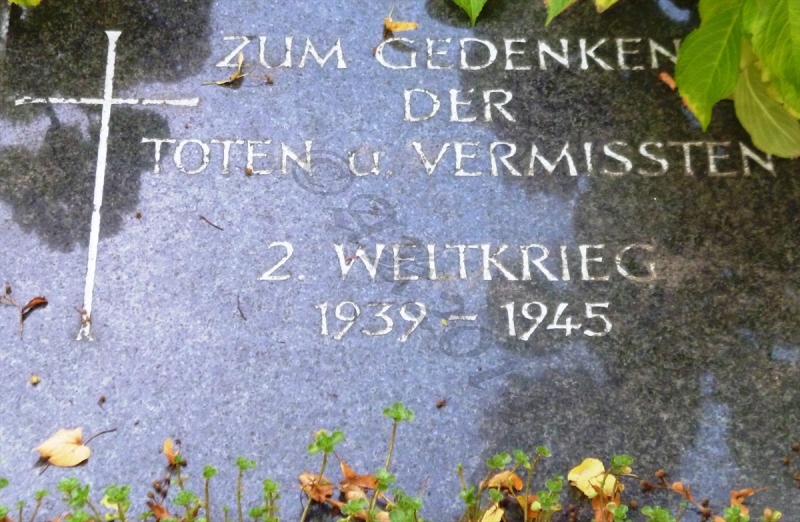 ZUM GEDENKEN
DER
TOTEN u. VERMISSTEN
2. WELTKRIEG
1939 – 1945